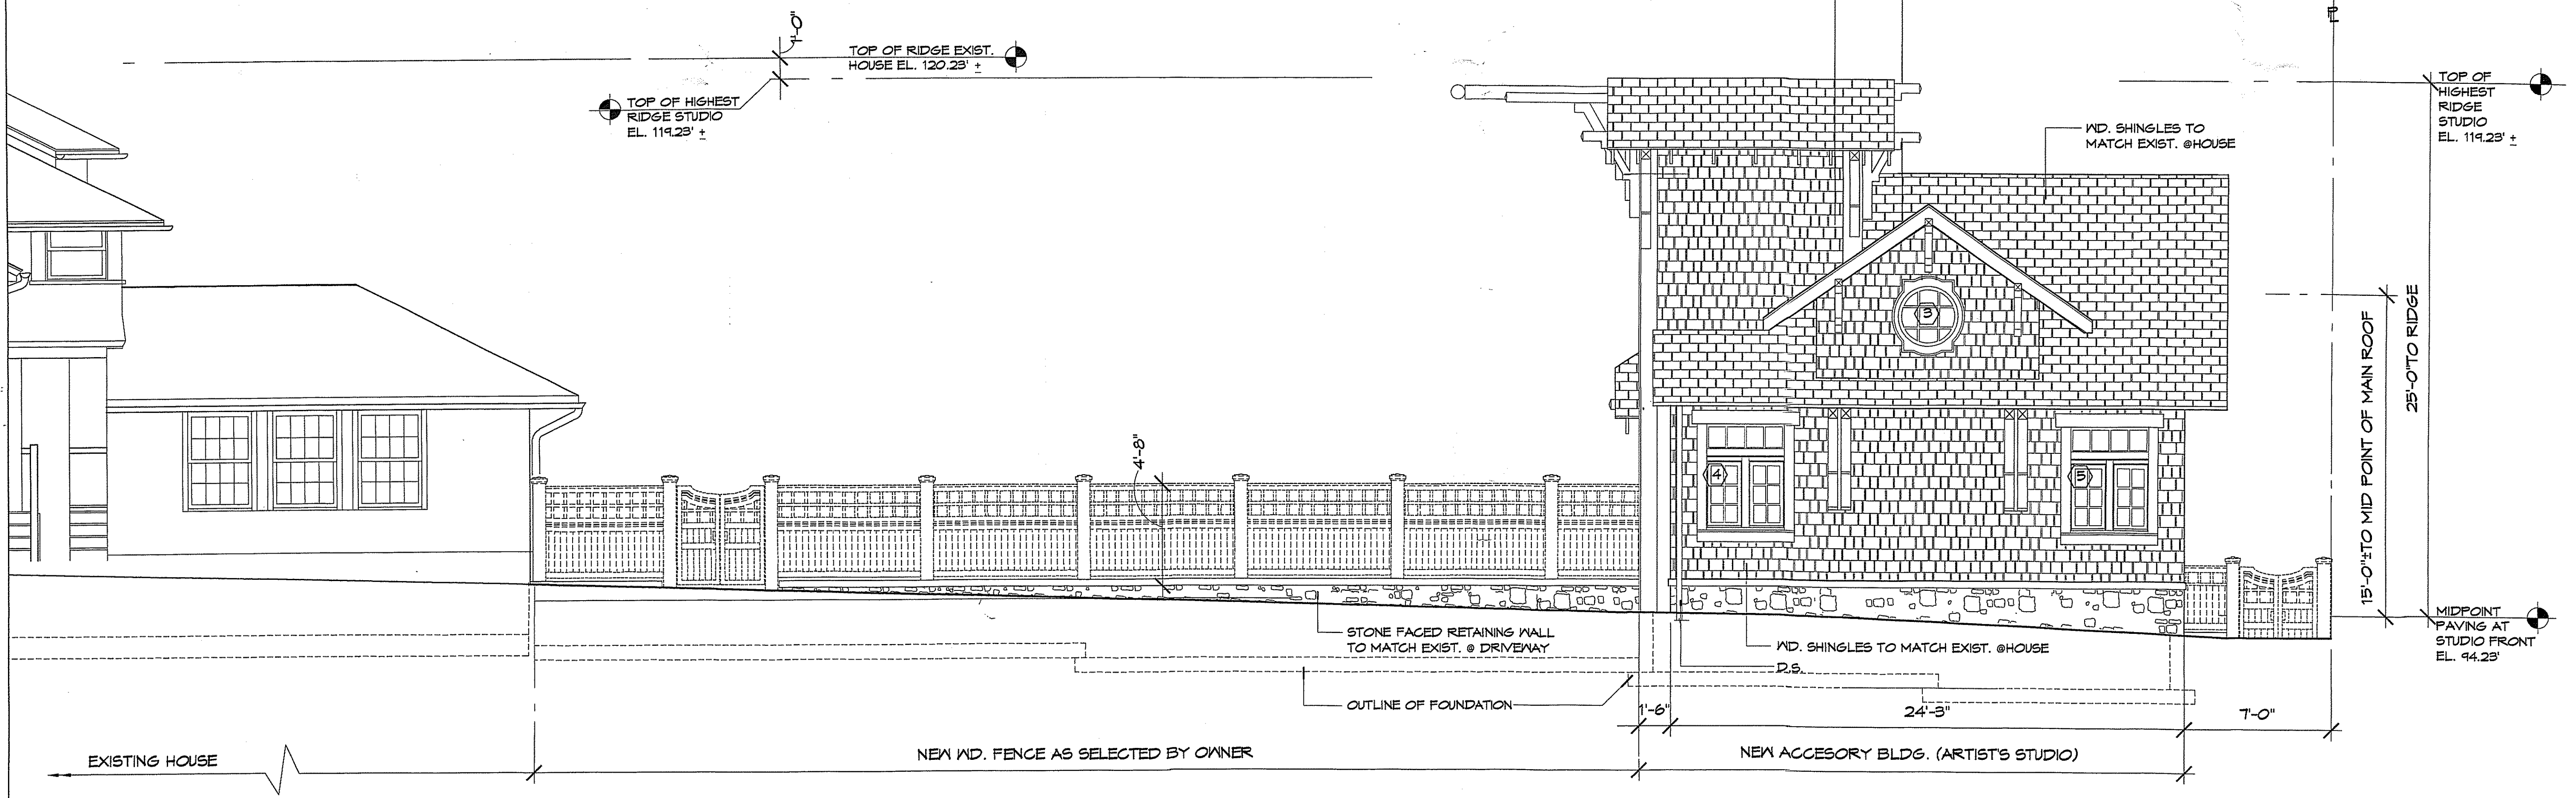 1'-0"
TOP OF RIDGE EXIST.
HOUSE EL. 120.23' ±
TOP OF HIGHEST
RIDGE STUDIO
EL. 119.23' ±
PL
TOP OF
HIGHEST
RIDGE
STUDIO
EL. 119.23' ±
WD. SHINGLES TO
MATCH EXIST. @HOUSE
3
4
5
4'-8"
15'-0"± TO MID POINT OF MAIN ROOF
25'-0" TO RIDGE
MIDPOINT
PAVING AT
STUDIO FRONT
EL. 94.23'
STONE FACED RETAINING WALL
TO MATCH EXIST. @ DRIVEWAY
WD. SHINGLES TO MATCH EXIST. @HOUSE
D.S.
OUTLINE OF FOUNDATION
1'-6"
24'-3"
7'-0"
EXISTING HOUSE
NEW WD. FENCE AS SELECTED BY OWNER
NEW ACCESORY BLDG. (ARTIST'S STUDIO)